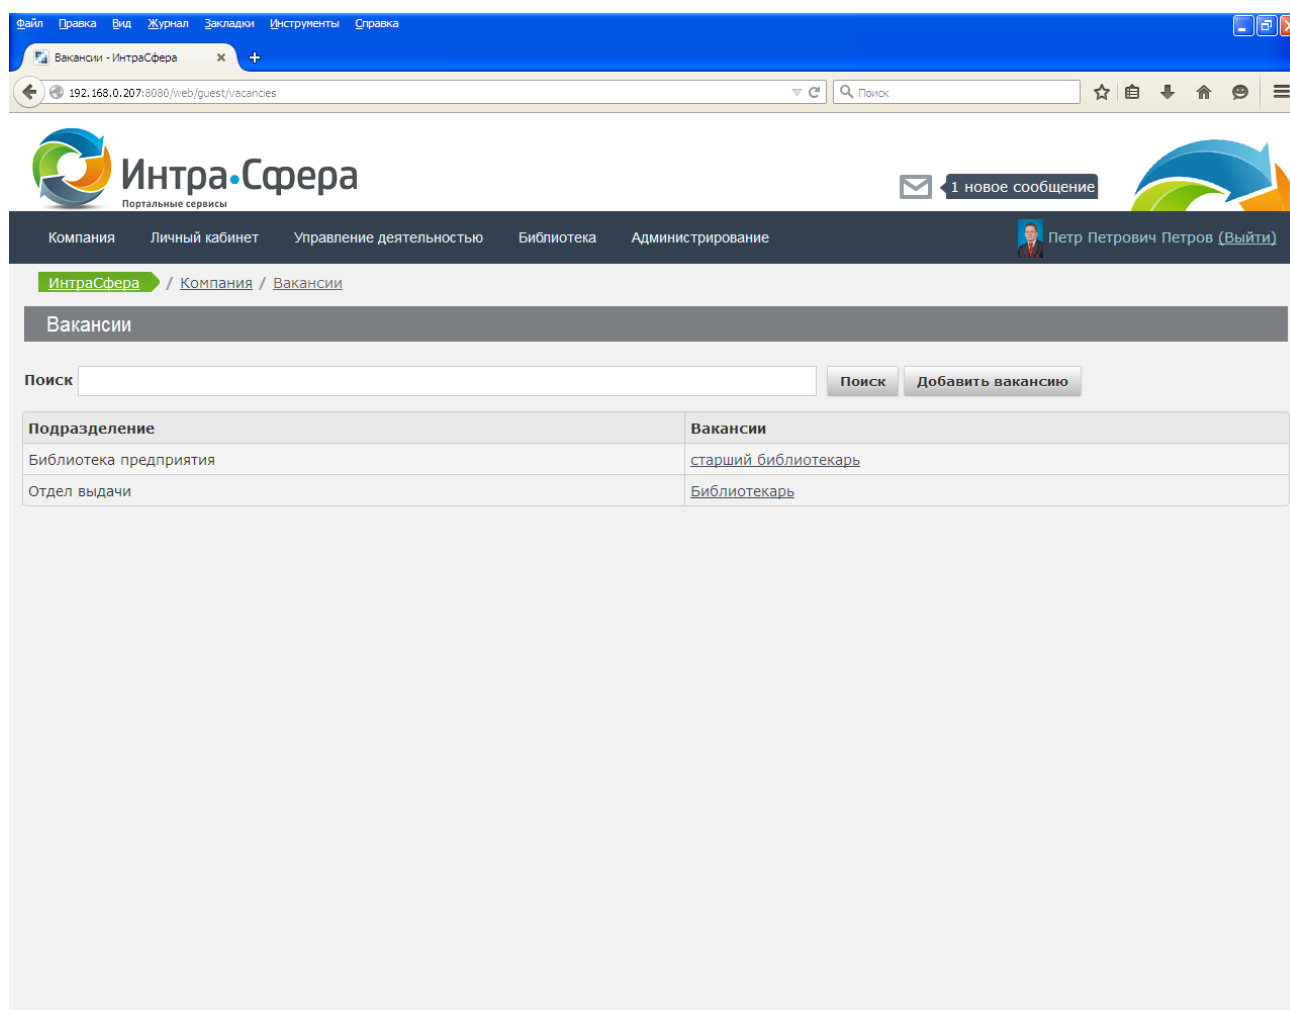 Файл Правка Вид Журнал Закладки Инструменты Справка
Вакансии - ИнтраСфера
192.168.0.207:8080/web/guest/vacancies Поиск
Интра•Сфера
Портальные сервисы
1 новое сообщение
Компания Личный кабинет Управление деятельностью Библиотека Администрирование Петр Петрович Петров (Выйти)
ИнтраСфера / Компания / Вакансии
Вакансии
Поиск Поиск Добавить вакансию
Подразделение Вакансии
Библиотека предприятия старший библиотекарь
Отдел выдачи Библиотекарь